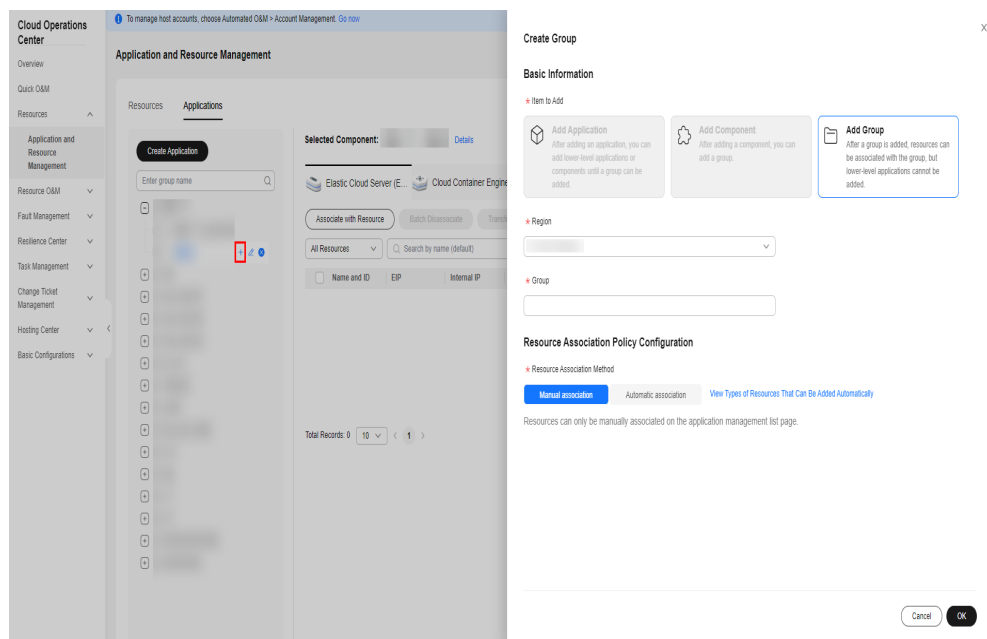 Cloud Operations
Center
Overview
Quick O&M
Resources
Application and
Resource
Management
Resource O&M
Fault Management
Resilience Center
Task Management
Change Ticket
Management
Hosting Center
Basic Configurations
To manage host accounts, choose Automated O&M > Account Management. Go now
Application and Resource Management
Resources Applications
Create Application
Enter group name
Selected Component: Details
Elastic Cloud Server (E... Cloud Container Engine
Associate with Resource Batch Disassociate
All Resources Search by name (default)
Name and ID EIP Internal IP
Total Records: 0 10 < 1 >
X
Create Group
Basic Information
* Item to Add
Add Application
After adding an application, you can
add lower-level applications or
components until a group can be
added.
Add Component
After adding a component, you can
add a group.
Add Group
After a group is added, resources can
be associated with the group, but
lower-level applications cannot be
added.
* Region
* Group
Resource Association Policy Configuration
* Resource Association Method
Manual association Automatic association View Types of Resources That Can Be Added Automatically
Resources can only be manually associated on the application management list page.
Cancel OK